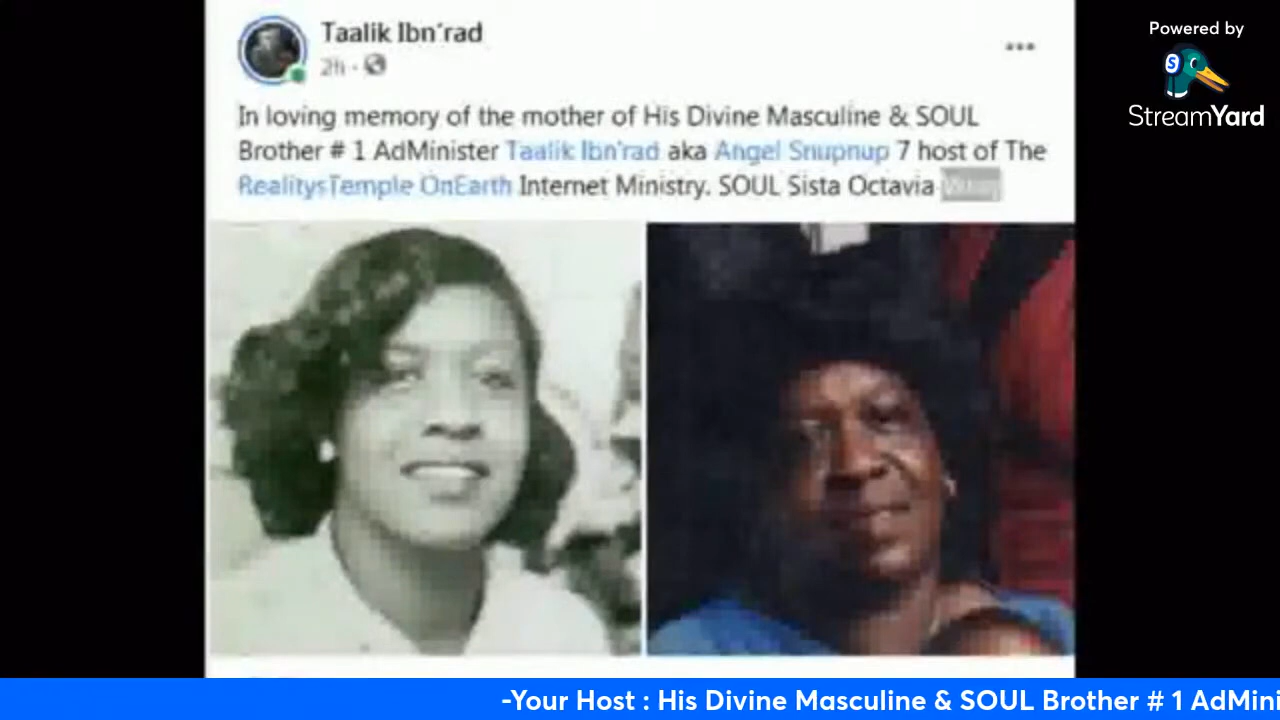 Taalik Ibn'rad
2h ·
In loving memory of the mother of His Divine Masculine & SOUL
Brother # 1 AdMinister Taalik Ibn'rad aka Angel Snupnup 7 host of The
RealitysTemple OnEarth Internet Ministry. SOUL Sista Octavia
Powered by
S
StreamYard
-Your Host : His Divine Masculine & SOUL Brother # 1 AdMini